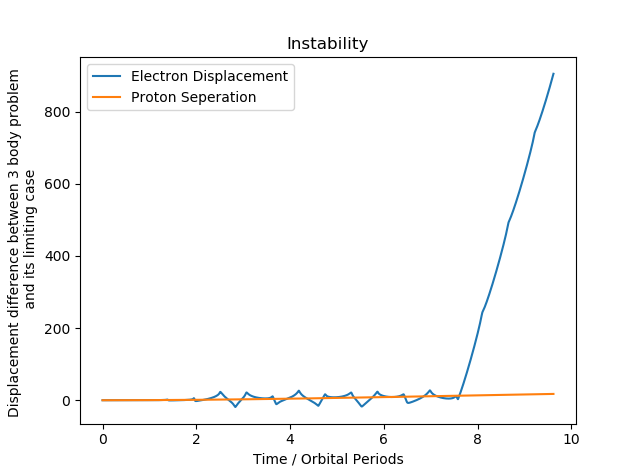 Instability
Electron Displacement
Proton Seperation
Displacement difference between 3 body problem
and its limiting case
800
600
400
200
0
0 2 4 6 8 10
Time / Orbital Periods